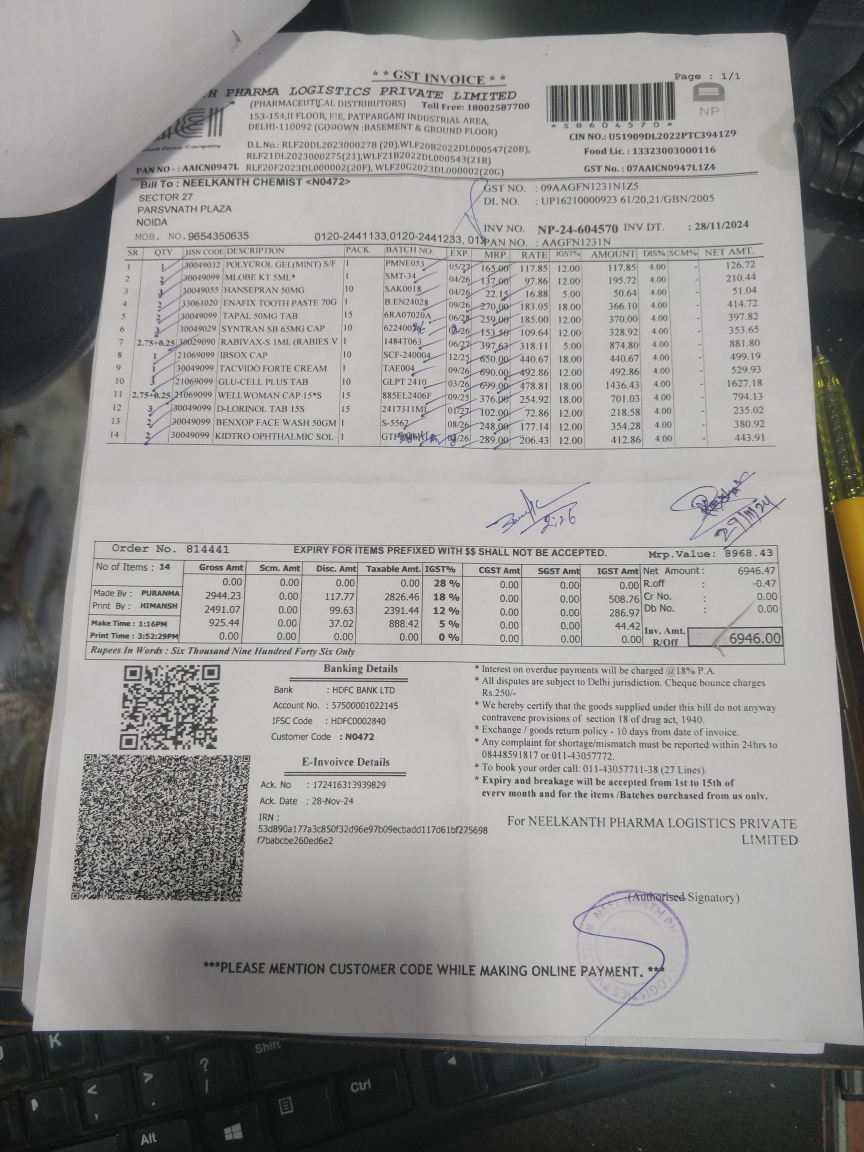 * * GST INVOICE * *
Page : 1/1
H PHARMA LOGISTICS PRIVATE LIMITED
(PHARMACEUTICAL DISTRIBUTORS) Toll Free: 18002587700
153-154,II FLOOR, F.E, PATPARGANJ INDUSTRIAL AREA,
DELHI-110092 (GODOWN :BASEMENT & GROUND FLOOR)
NP
* 5 8 6 0 4 5 7 0 *
CIN NO.: U51909DL2022PTC394129
D.L.No.: RLF20DL2023000278 (20),WLF20B2022DL000547(20B),
RLF21DL2023000275(21),WLF21B2022DL000543(21B)
Food Lic.: 13323003000116
PAN NO - : AAICN0947L RLF20F2023DL000002(20F), WLF20G2023DL000002(20G)
GST No.: 07AAICN0947L1Z4
Bill To : NEELKANTH CHEMIST <N0472>
SECTOR 27
PARSVNATH PLAZA
NOIDA
MOB. NO. 9654350635 0120-2441133,0120-2441233, 012
GST NO. : 09AAGFN1231N1Z5
DL NO. : UP16210000923 61/20,21/GBN/2005
INV NO. NP-24-604570 INV DT. : 28/11/2024
PAN NO. : AAGFN1231N
SR QTY HSN CODE DESCRIPTION PACK BATCH NO. EXP. MRP. RATE IGST% AMOUNT DIS% SCM% NET AMT.
1 1 30049032 POLYCROL GEL(MINT) S/F 1 PMNE053 05/27 165.00 117.85 12.00 117.85 4.00 - 126.72
2 2 30049099 MLOBE KT 5ML* 1 SMT-34 04/26 137.00 97.86 12.00 195.72 4.00 - 210.44
3 3 30049055 HANSEPRAN 50MG 10 SAK0018 04/26 22.15 16.88 5.00 50.64 4.00 - 51.04
4 2 33061020 ENAFIX TOOTH PASTE 70G 1 B.EN24028 09/26 270.00 183.05 18.00 366.10 4.00 - 414.72
5 2 30049099 TAPAL 50MG TAB 15 6RA07020A 06/28 259.00 185.00 12.00 370.00 4.00 - 397.82
6 3 30049029 SYNTRAN SB 65MG CAP 10 /26 153.50 109.64 12.00 328.92 4.00 - 353.65
7 2.75+0.25 30029090 RABIVAX-S 1ML (RABIES V 1 1484T063 06/27 397.63 318.11 5.00 874.80 4.00 - 881.80
8 1 21069099 IBSOX CAP 10 SCF-240004 12/25 650.00 440.67 18.00 440.67 4.00 - 499.19
9 1 30049099 TACVIDO FORTE CREAM 1 TAE004 09/26 690.00 492.86 12.00 492.86 4.00 - 529.93
10 3 21069099 GLU-CELL PLUS TAB 10 GLPT 2410 03/26 699.00 478.81 18.00 1436.43 4.00 - 1627.18
11 2.75+0.25 21069099 WELLWOMAN CAP 15*S 15 885EL2406F 09/25 376.08 254.92 18.00 701.03 4.00 - 794.13
12 3 30049099 D-LORINOL TAB 15S 15 2417311ML 01/27 102.00 72.86 12.00 218.58 4.00 - 235.02
13 2 30049099 BENXOP FACE WASH 50GM 1 S-5562 08/26 248.00 177.14 12.00 354.28 4.00 - 380.92
14 2 30049099 KIDTRO OPHTHALMIC SOL 1 /26 289.00 206.43 12.00 412.86 4.00 - 443.91
2:26
29/11/24
Order No. 814441 EXPIRY FOR ITEMS PREFIXED WITH $$ SHALL NOT BE ACCEPTED. Mrp.Value: 8968.43
No of Items : 14 Gross Amt Scm. Amt Disc. Amt Taxable Amt. IGST% CGST Amt SGST Amt IGST Amt Net Amount: 6946.47
0.00 0.00 0.00 0.00 28 % 0.00 0.00 0.00 R.off : -0.47
Made By : PURANMA 2944.23 0.00 117.77 2826.46 18 % 0.00 0.00 508.76 Cr No. : 0.00
Print By : HIMANSH 2491.07 0.00 99.63 2391.44 12 % 0.00 0.00 286.97 Db No. : 0.00
Make Time : 1:16PM 925.44 0.00 37.02 888.42 5 % 0.00 0.00 44.42
Print Time : 3:52:29PM 0.00 0.00 0.00 0.00 0 % 0.00 0.00 0.00 Inv. Amt. R/Off 6946.00
Rupees In Words : Six Thousand Nine Hundred Forty Six Only
Banking Details
Bank : HDFC BANK LTD
Account No. : 57500001022145
IFSC Code : HDFC0002840
Customer Code : N0472
E-Invoivce Details
Ack. No : 172416313939829
Ack. Date : 28-Nov-24
IRN :
53d890a177a3c850f32d96e97b09ecbadd117d61bf275698
f7babcbe260ed6e2
* Interest on overdue payments will be charged @18% P.A.
* All disputes are subject to Delhi jurisdiction. Cheque bounce charges
Rs.250/-
* We hereby certify that the goods supplied under this bill do not anyway
contravene provisions of section 18 of drug act, 1940.
* Exchange / goods return policy - 10 days from date of invoice.
* Any complaint for shortage/mismatch must be reported within 24hrs to
08448591817 or 011-43057772.
* To book your order call: 011-43057711-38 (27 Lines).
* Expiry and breakage will be accepted from 1st to 15th of
every month and for the items /Batches purchased from us only.
For NEELKANTH PHARMA LOGISTICS PRIVATE
LIMITED
(Authorised Signatory)
***PLEASE MENTION CUSTOMER CODE WHILE MAKING ONLINE PAYMENT. ***
K
Shift
Ctrl
Alt